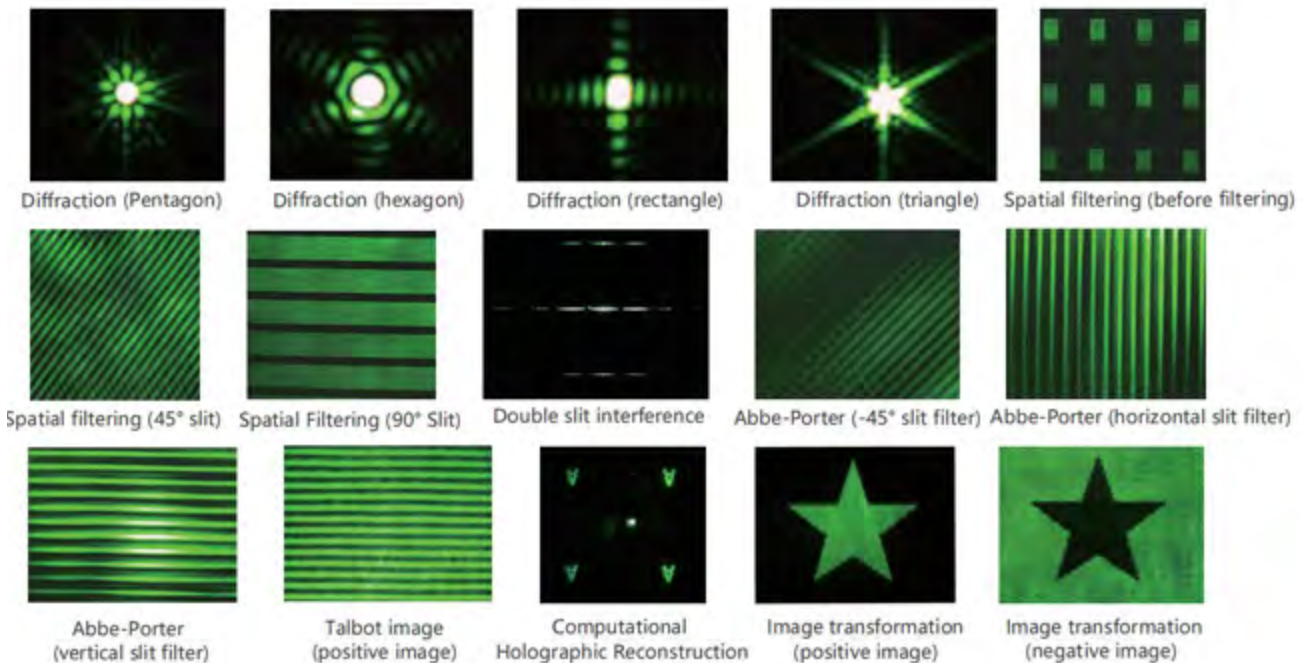 Diffraction (Pentagon)
Diffraction (hexagon)
Diffraction (rectangle)
Diffraction (triangle)
Spatial filtering (before filtering)
Spatial filtering (45° slit)
Spatial Filtering (90° Slit)
Double slit interference
Abbe-Porter (-45° slit filter)
Abbe-Porter (horizontal slit filter)
Abbe-Porter
(vertical slit filter)
Talbot image
(positive image)
Computational
Holographic Reconstruction
Image transformation
(positive image)
Image transformation
(negative image)